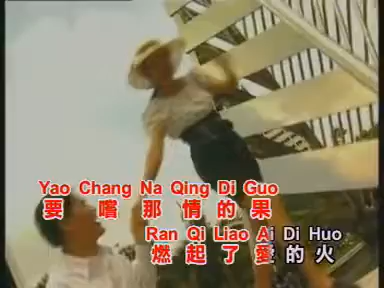 Yao Chang Na Qing Di Guo
要 嚐 那 情 的 果
Ran Qi Liao Ai Di Huo
燃 起 了 愛 的 火